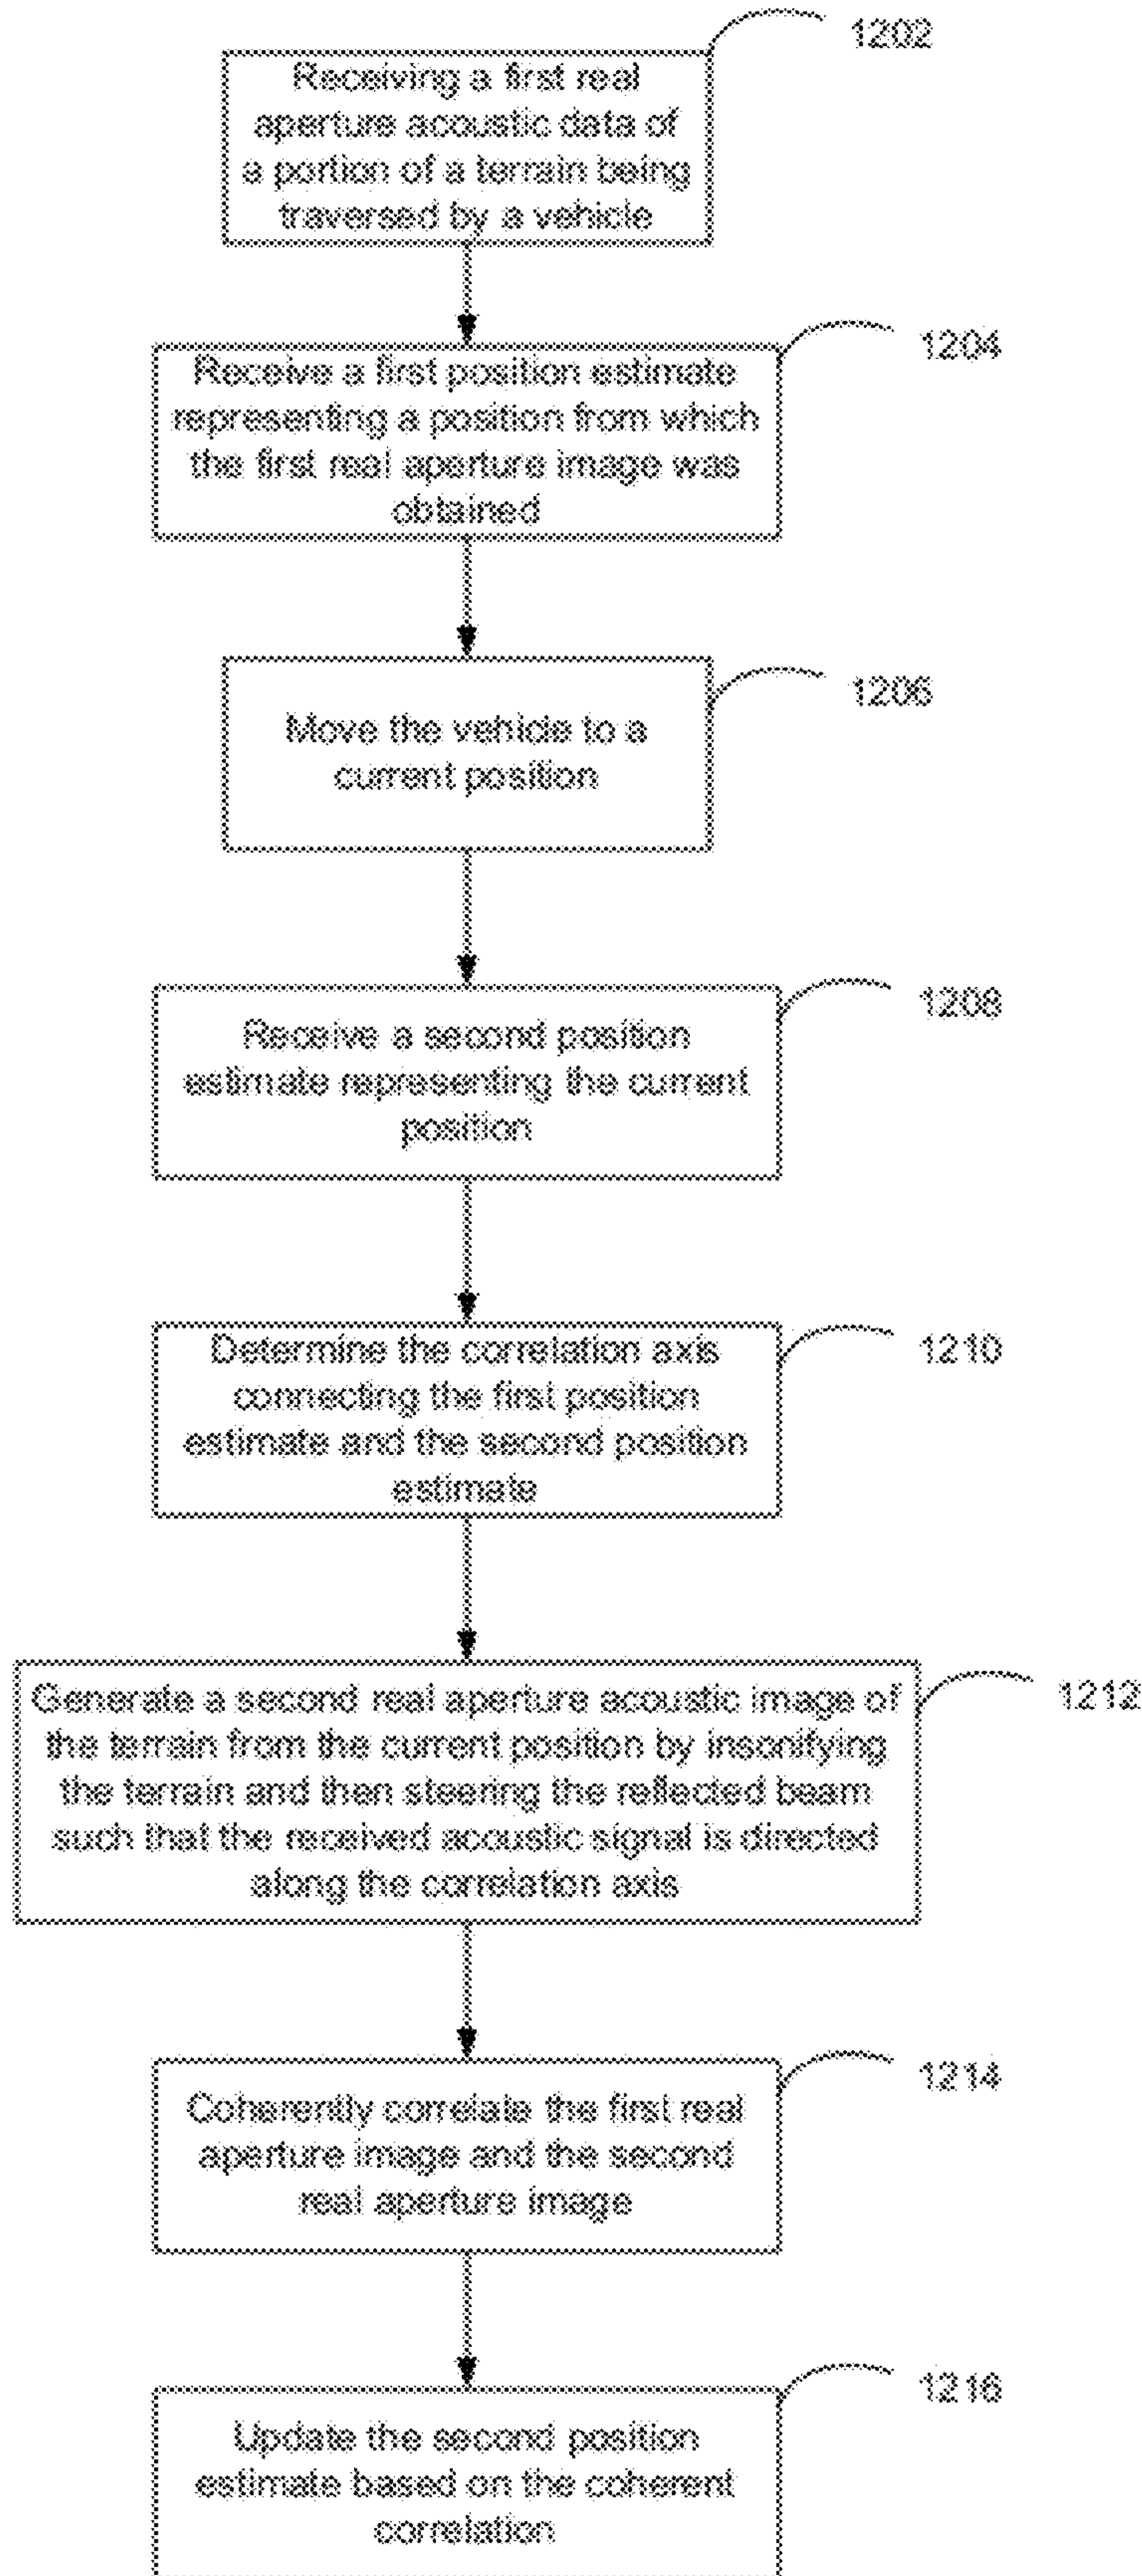 1202
Receiving a first real
aperture acoustic data of
a portion of a terrain being
traversed by a vehicle
1204
Receive a first position estimate
representing a position from which
the first real aperture image was
obtained
1206
Move the vehicle to a
current position
1208
Receive a second position
estimate representing the current
position
1210
Determine the correlation axis
connecting the first position
estimate and the second position
estimate
1212
Generate a second real aperture acoustic image of
the terrain from the current position by insonifying
the terrain and then steering the reflected beam
such that the received acoustic signal is directed
along the correlation axis
1214
Coherently correlate the first real
aperture image and the second
real aperture image
1216
Update the second position
estimate based on the coherent
correlation